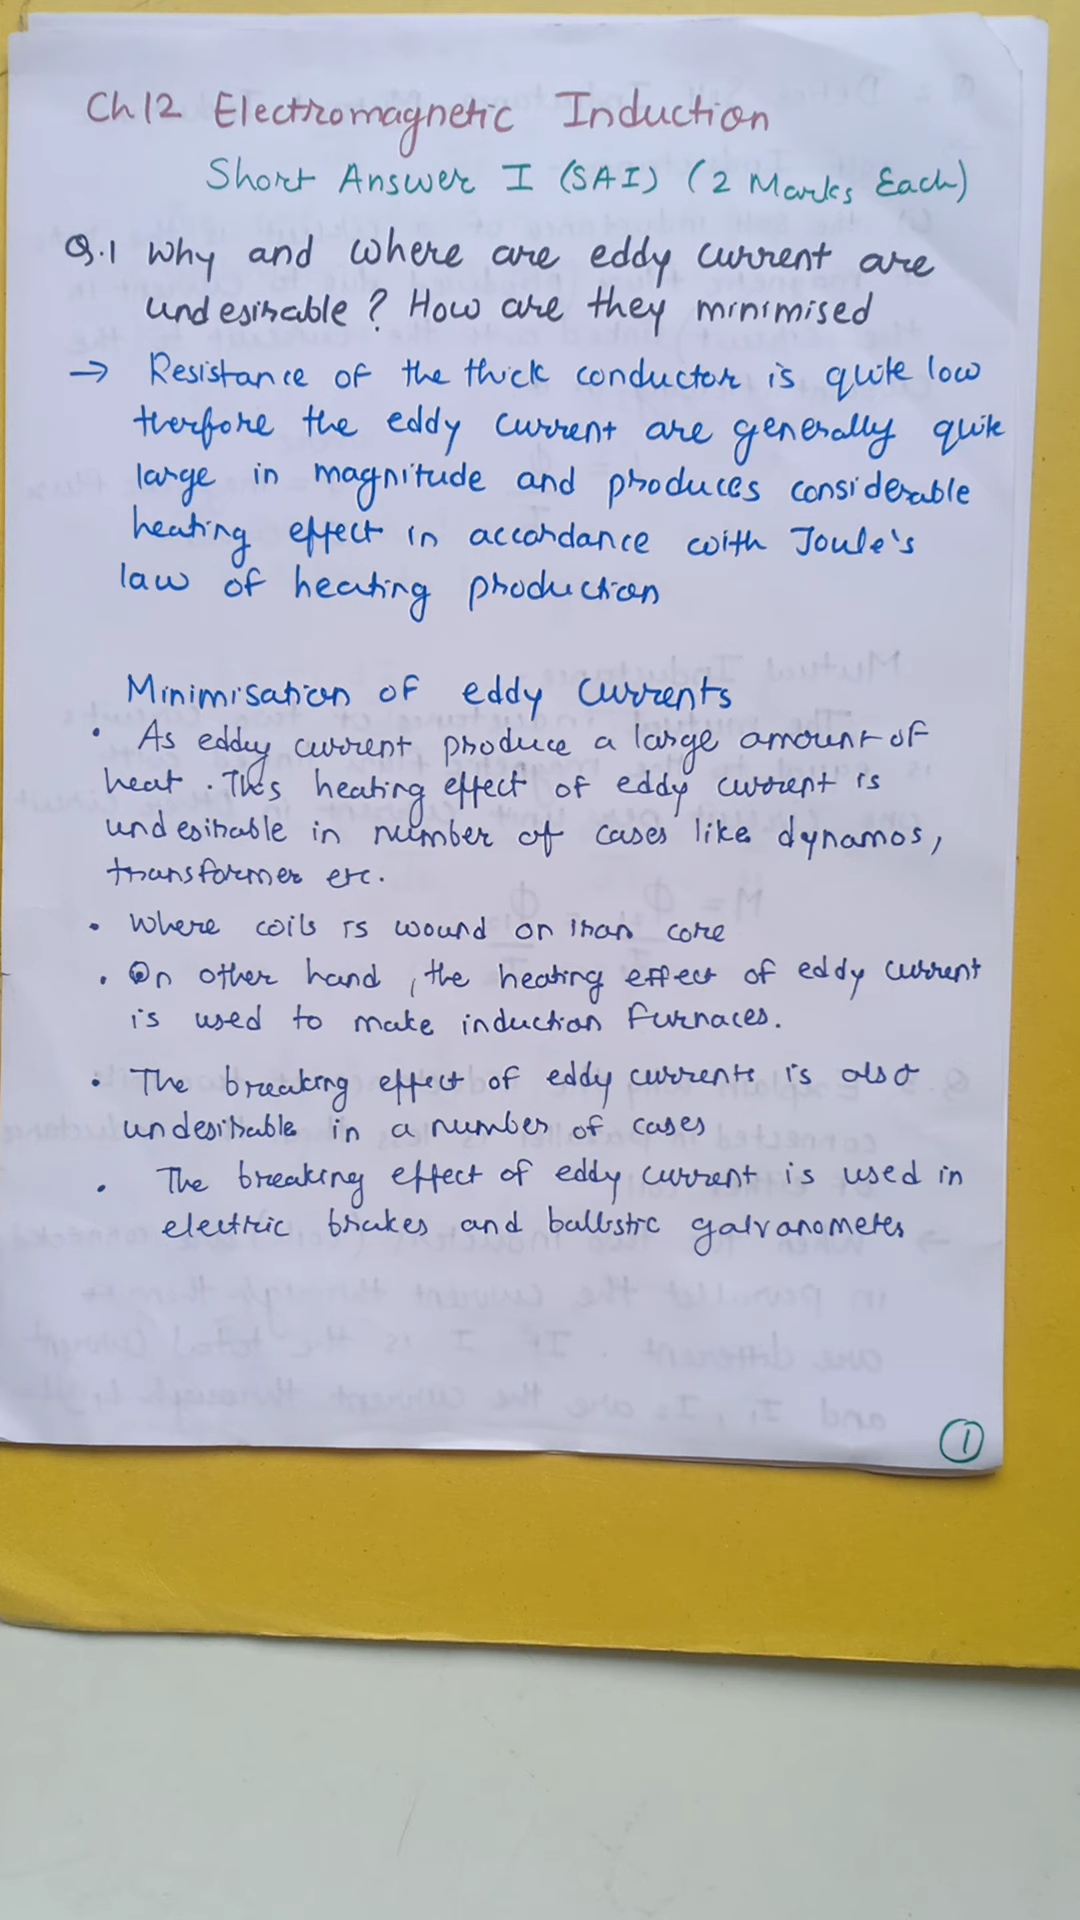 Ch 12 Electromagnetic Induction
Short Answer I (SAI) (2 Marks Each)
Q.1 Why and where are eddy current are
undesirable? How are they minimised
→ Resistance of the thick conductor is quite low
therfore the eddy current are generally quite
large in magnitude and produces considerable
heating effect in accordance with Joule's
law of heating production
Minimisation of eddy currents
• As eddy current produce a large amount of
heat. This heating effect of eddy current is
undesirable in number of cases like dynamos,
transformer etc.
• Where coils is wound on iron core
• On other hand, the heating effect of eddy current
is used to make induction furnaces.
• The breaking effect of eddy currents is also
undesirable in a number of cases
• The breaking effect of eddy current is used in
electric brakes and ballistic galvanometer
1